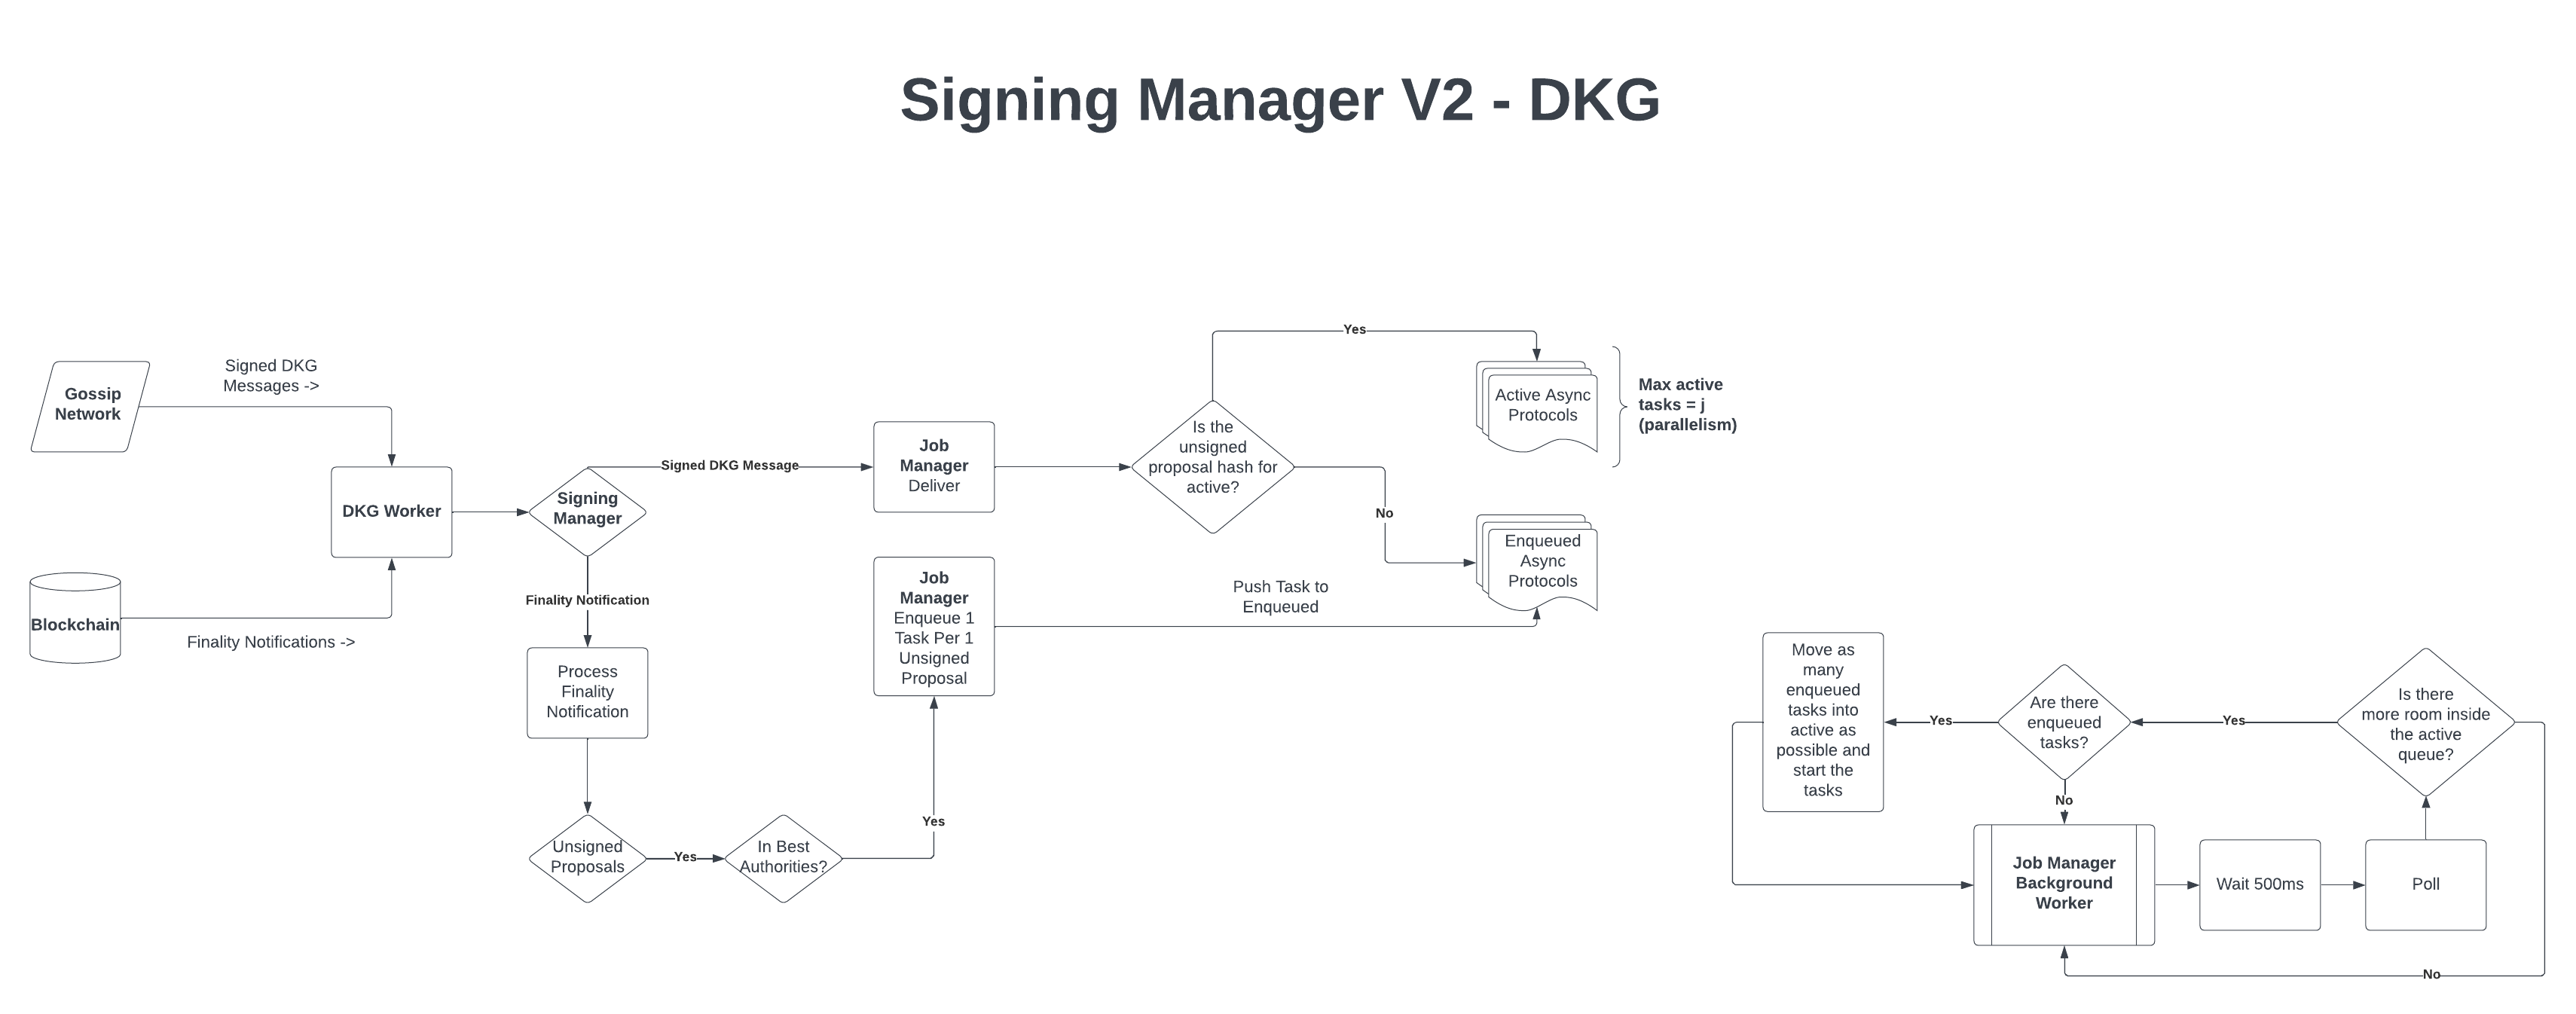 Signing Manager V2 - DKG
Gossip
Network
Signed DKG
Messages ->
DKG Worker
Blockchain
Finality Notifications ->
Signing
Manager
Signed DKG Message
Finality Notification
Process
Finality
Notification
Unsigned
Proposals
Yes
In Best
Authorities?
Yes
Job
Manager
Deliver
Job
Manager
Enqueue 1
Task Per 1
Unsigned
Proposal
Is the
unsigned
proposal hash for
active?
Yes
No
Active Async
Protocols
Max active
tasks = j
(parallelism)
Enqueued
Async
Protocols
Push Task to
Enqueued
Move as
many
enqueued
tasks into
active as
possible and
start the
tasks
Yes
Are there
enqueued
tasks?
Yes
Is there
more room inside
the active
queue?
No
Job Manager
Background
Worker
Wait 500ms
Poll
No